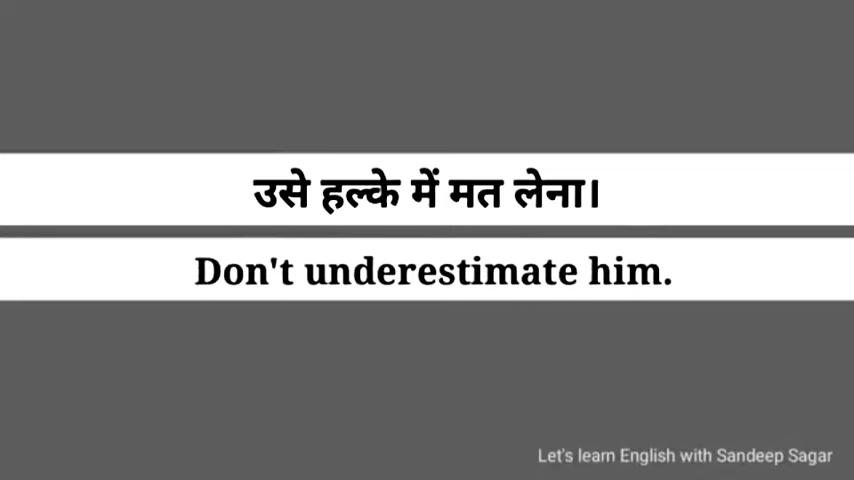 उसे हल्के में मत लेना।
Don't underestimate him.
Let's learn English with Sandeep Sagar